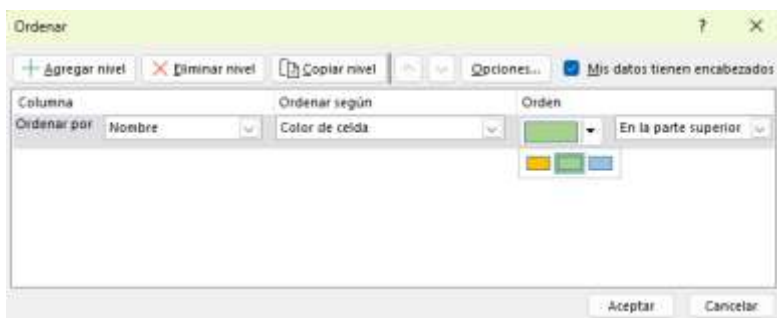 Ordenar ? ×
Agregar nivel Eliminar nivel Copiar nivel Opciones... Mis datos tienen encabezados
Columna Ordenar según Orden
Ordenar por Nombre Color de celda En la parte superior
Aceptar Cancelar